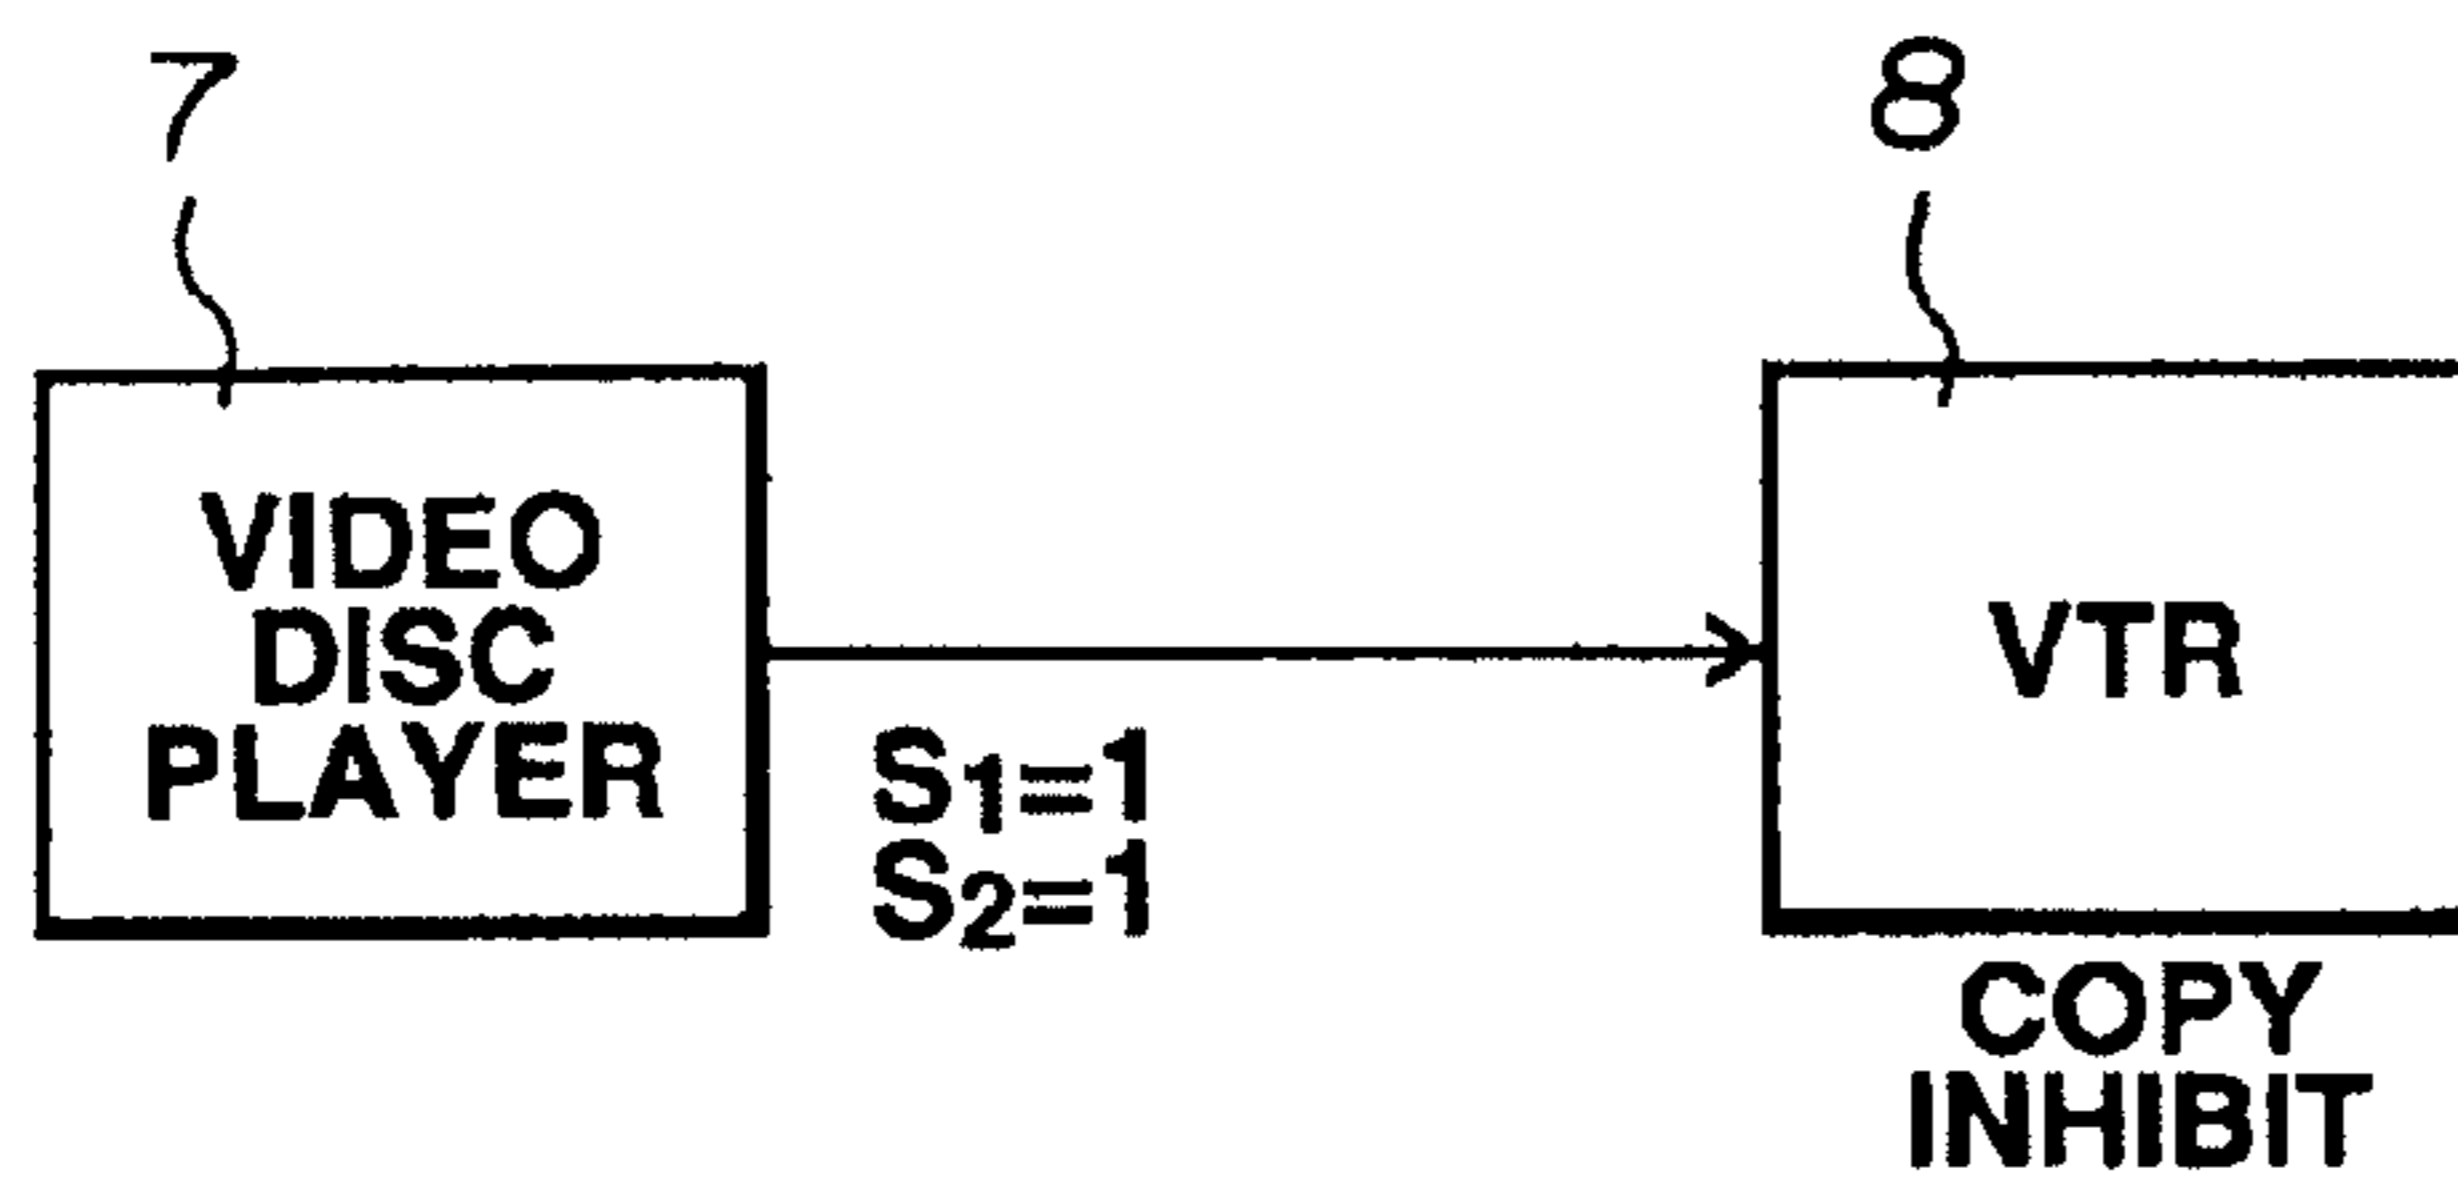 7
8
VIDEO
DISC
PLAYER
VTR
S1=1
S2=1
COPY
INHIBIT